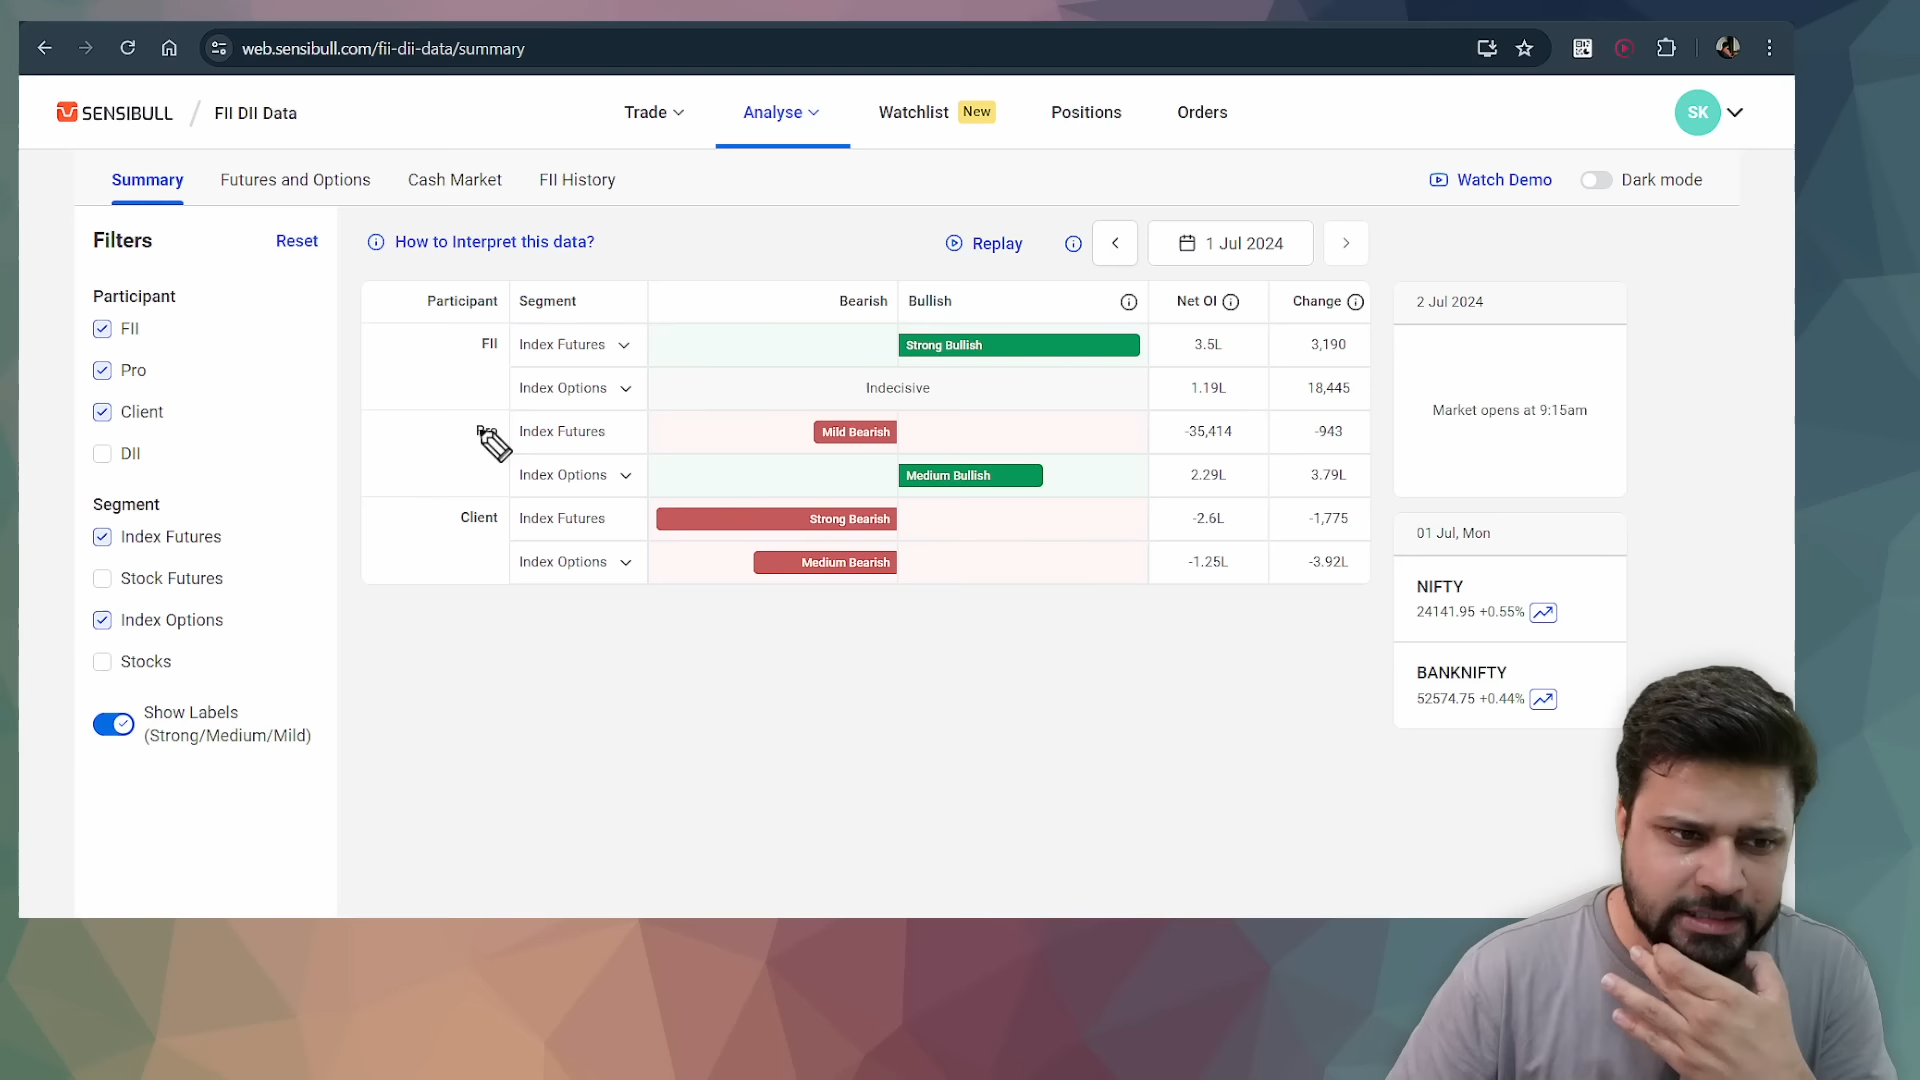 web.sensibull.com/fii-dii-data/summary
SENSIBULL / FII DII Data
Trade
Analyse
Watchlist New
Positions
Orders
SK
Summary
Futures and Options
Cash Market
FII History
Watch Demo
Dark mode
Filters
Reset
Participant
FII
Pro
Client
DII
Segment
Index Futures
Stock Futures
Index Options
Stocks
Show Labels
(Strong/Medium/Mild)
How to Interpret this data?
Replay
1 Jul 2024
Participant Segment Bearish Bullish Net OI Change
FII Index Futures Strong Bullish 3.5L 3,190
Index Options Indecisive 1.19L 18,445
Pro Index Futures Mild Bearish -35,414 -943
Index Options Medium Bullish 2.29L 3.79L
Client Index Futures Strong Bearish -2.6L -1,775
Index Options Medium Bearish -1.25L -3.92L
2 Jul 2024
Market opens at 9:15am
01 Jul, Mon
NIFTY
24141.95 +0.55%
BANKNIFTY
52574.75 +0.44%